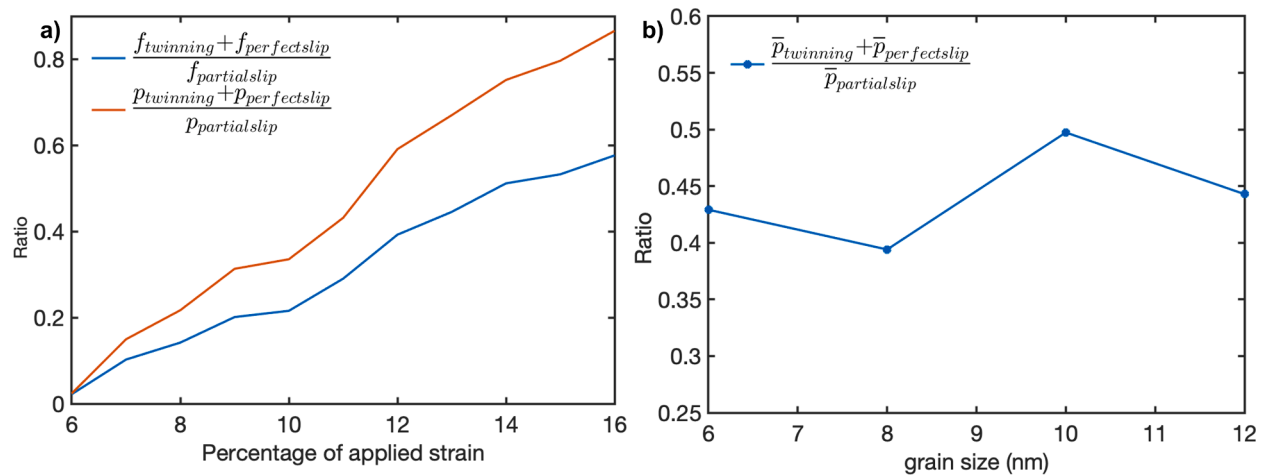 a)
f_twinning+f_perfectslip
f_partialslip
p_twinning+p_perfectslip
p_partialslip
0.8
0.6
0.4
0.2
0
Ratio
6 8 10 12 14 16
Percentage of applied strain
b)
p̅_twinning+p̅_perfectslip
p̅_partialslip
0.6
0.55
0.5
0.45
0.4
0.35
0.3
0.25
Ratio
6 7 8 9 10 11 12
grain size (nm)